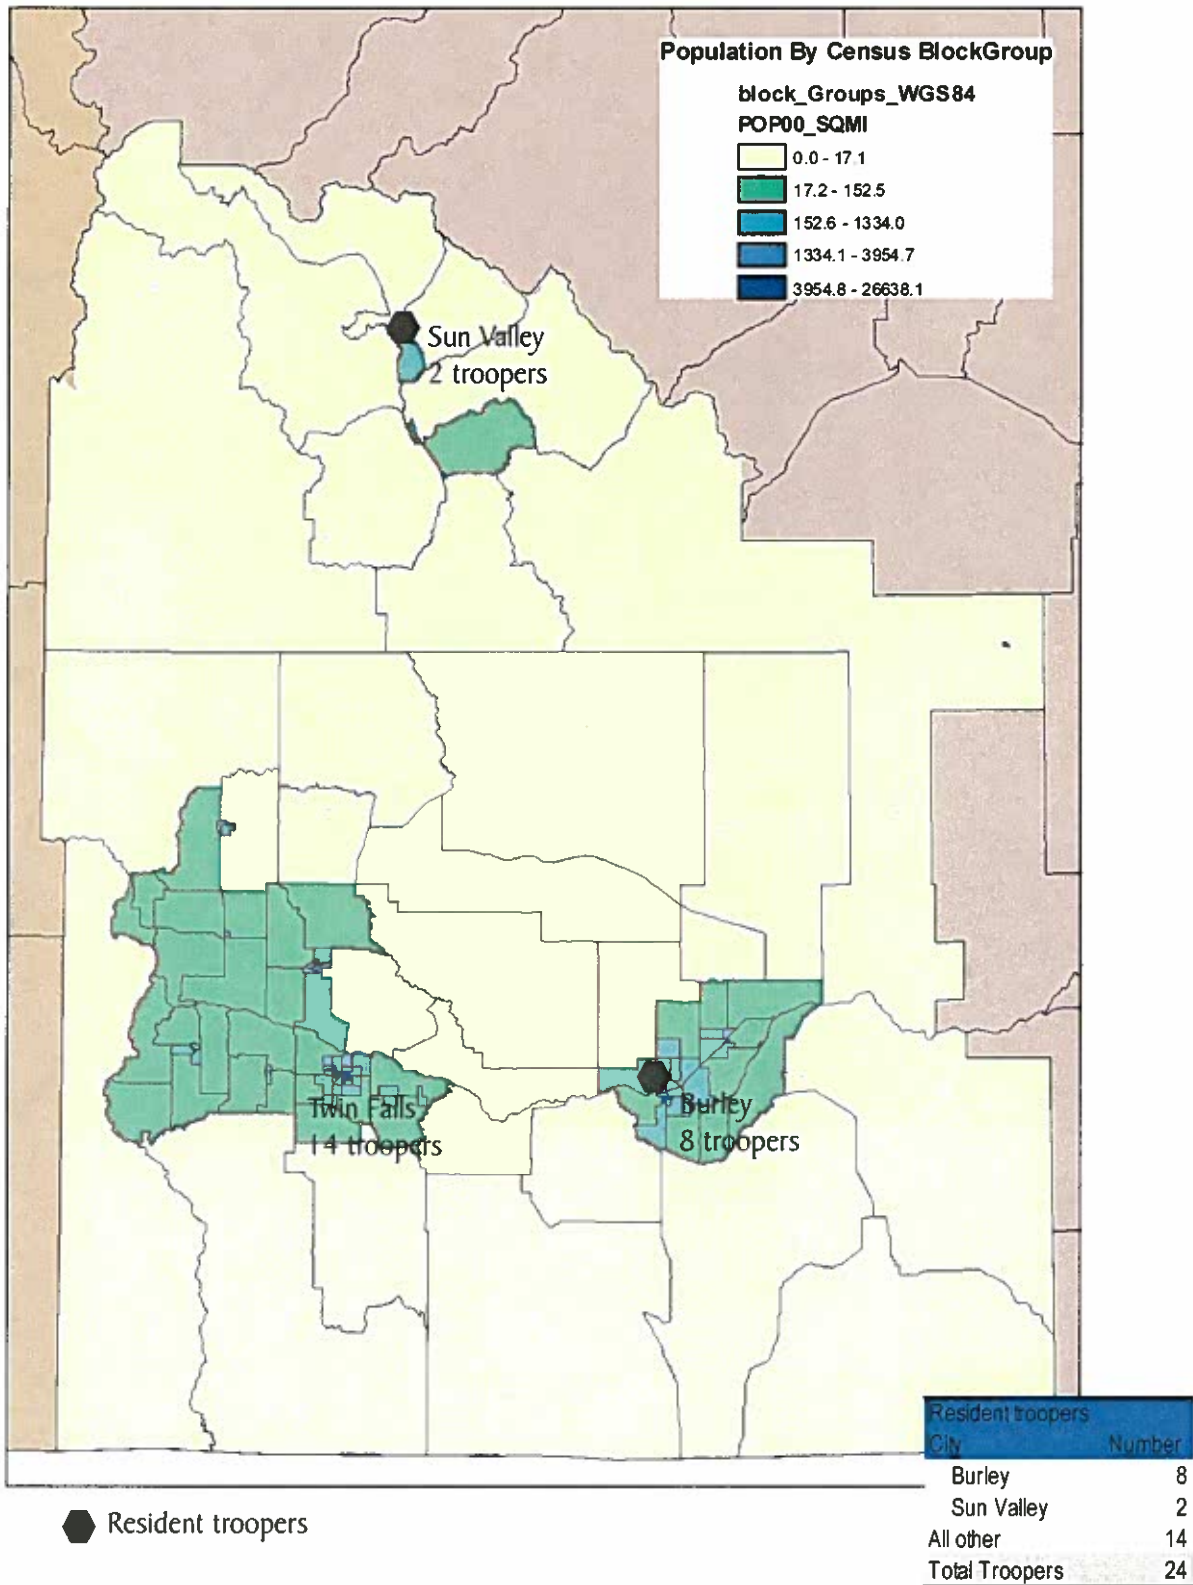 Population By Census BlockGroup
block_Groups_WGS84
POP00_SQMI
0.0 - 17.1
17.2 - 152.5
152.6 - 1334.0
1334.1 - 3954.7
3954.8 - 26638.1
Sun Valley
2 troopers
Twin Falls
14 troopers
Burley
8 troopers
Resident troopers
City Number
Burley 8
Sun Valley 2
All other 14
Total Troopers 24
Resident troopers